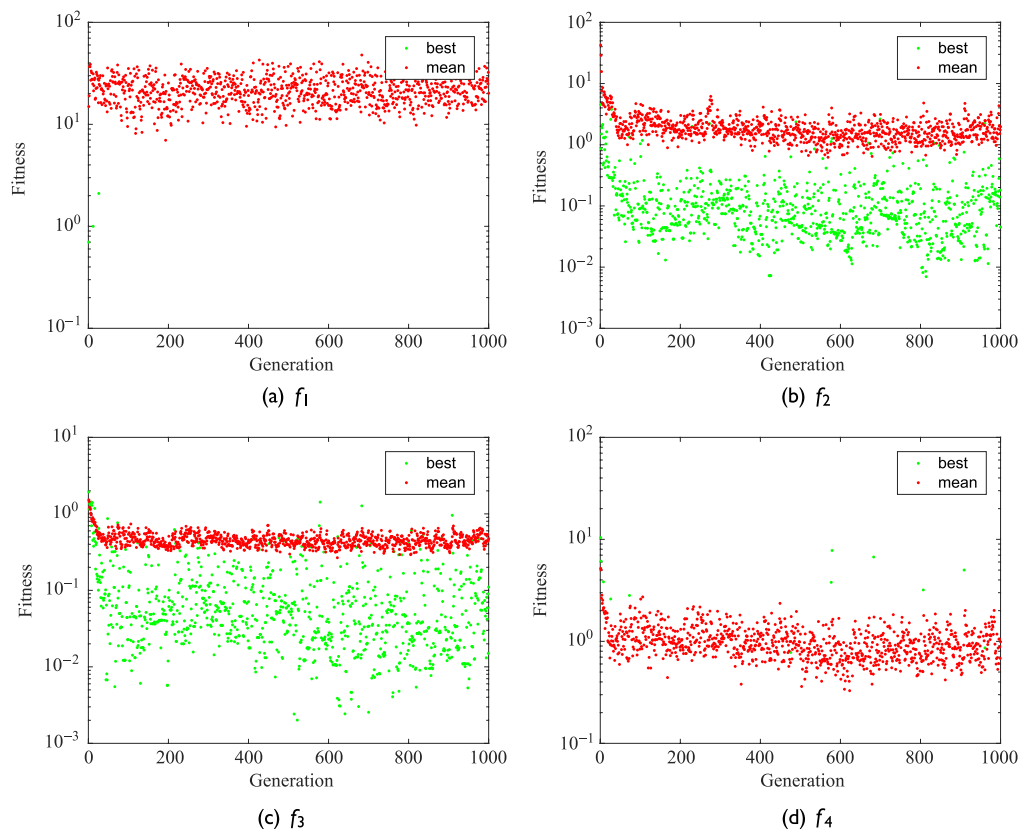 10^2
10^1
10^0
10^-1
Fitness
0 200 400 600 800 1000
Generation
best
mean
(a) f1
10^2
10^1
10^0
10^-1
10^-2
10^-3
Fitness
0 200 400 600 800 1000
Generation
best
mean
(b) f2
10^1
10^0
10^-1
10^-2
10^-3
Fitness
0 200 400 600 800 1000
Generation
best
mean
(c) f3
10^2
10^1
10^0
10^-1
Fitness
0 200 400 600 800 1000
Generation
best
mean
(d) f4